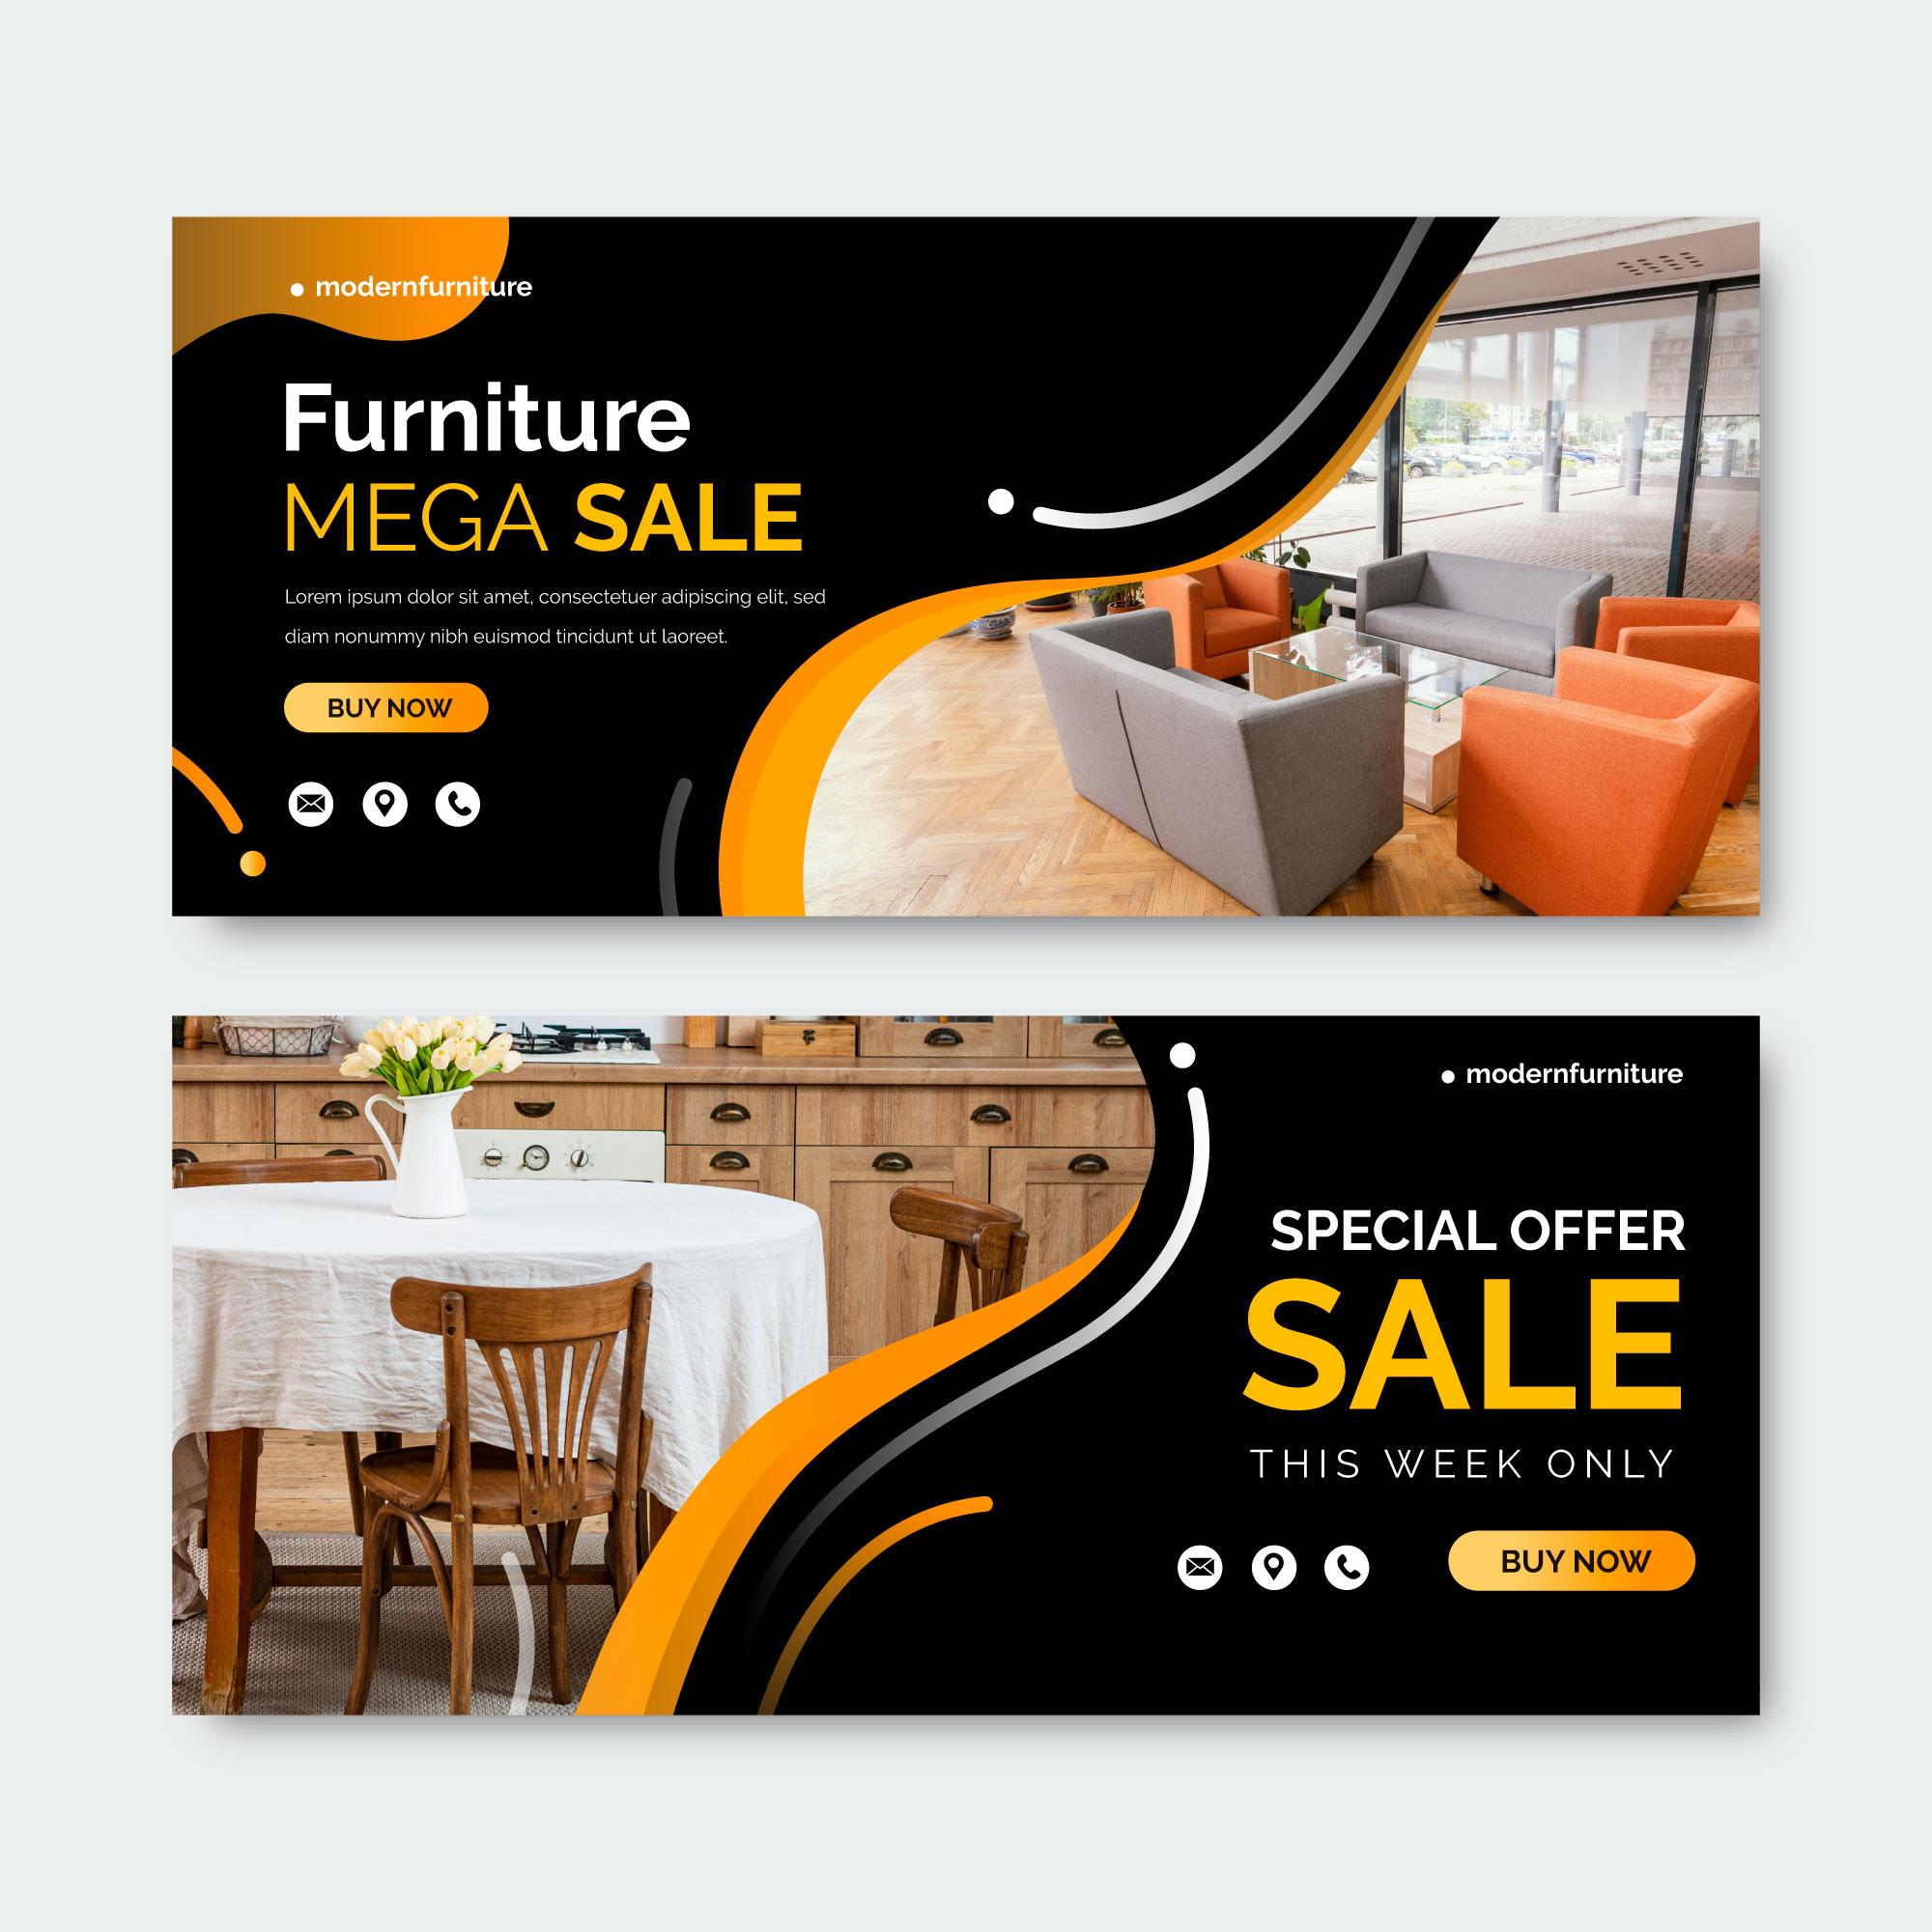 modernfurniture
Furniture
MEGA SALE
Lorem ipsum dolor sit amet, consectetuer adipiscing elit, sed
diam nonummy nibh euismod tincidunt ut laoreet.
BUY NOW
modernfurniture
SPECIAL OFFER
SALE
THIS WEEK ONLY
BUY NOW